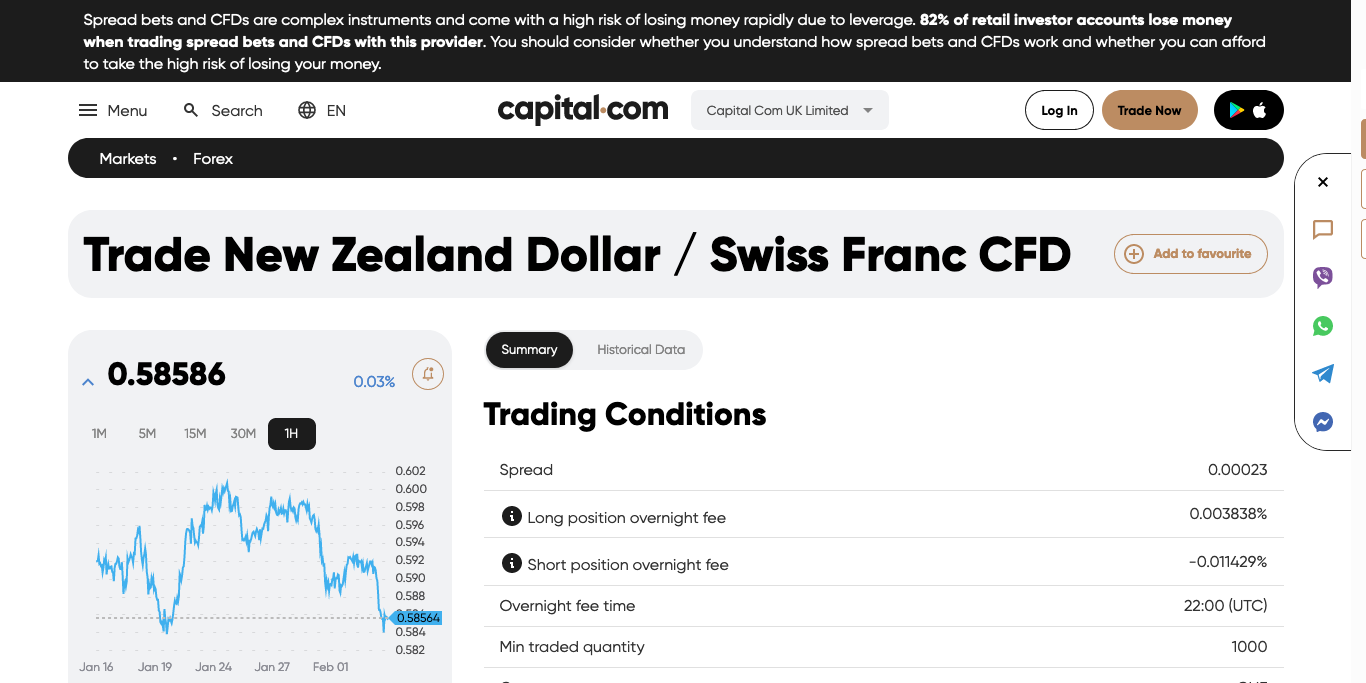 Spread bets and CFDs are complex instruments and come with a high risk of losing money rapidly due to leverage. 82% of retail investor accounts lose money
when trading spread bets and CFDs with this provider. You should consider whether you understand how spread bets and CFDs work and whether you can afford
to take the high risk of losing your money.
Menu
Search
EN
capital.com
Capital Com UK Limited
Log In
Trade Now
Markets
•
Forex
Trade New Zealand Dollar / Swiss Franc CFD
Add to favourite
0.58586
0.03%
1M
5M
15M
30M
1H
0.602
0.600
0.598
0.596
0.594
0.592
0.590
0.588
0.58564
0.584
0.582
Jan 16
Jan 19
Jan 24
Jan 27
Feb 01
Summary
Historical Data
Trading Conditions
Spread 0.00023
Long position overnight fee 0.003838%
Short position overnight fee -0.011429%
Overnight fee time 22:00 (UTC)
Min traded quantity 1000